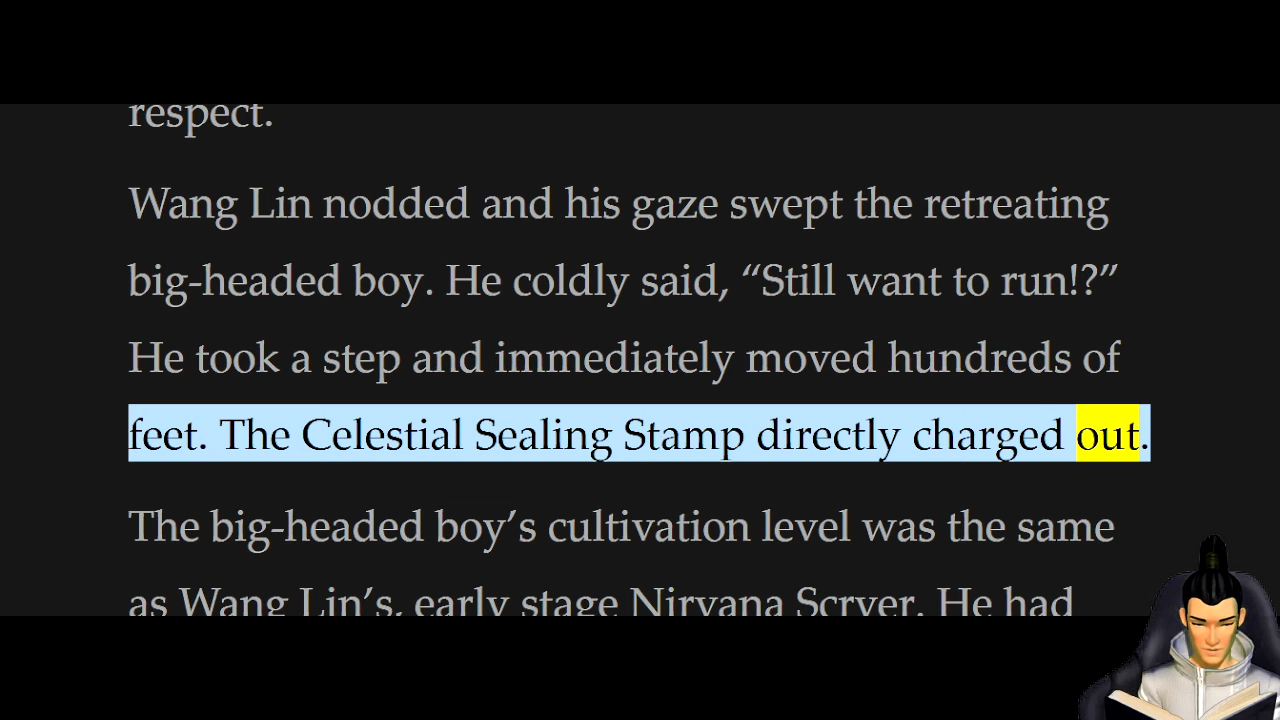 respect.
Wang Lin nodded and his gaze swept the retreating
big-headed boy. He coldly said, “Still want to run!?”
He took a step and immediately moved hundreds of
feet. The Celestial Sealing Stamp directly charged out.
The big-headed boy’s cultivation level was the same
as Wang Lin’s, early stage Nirvana Scryer. He had